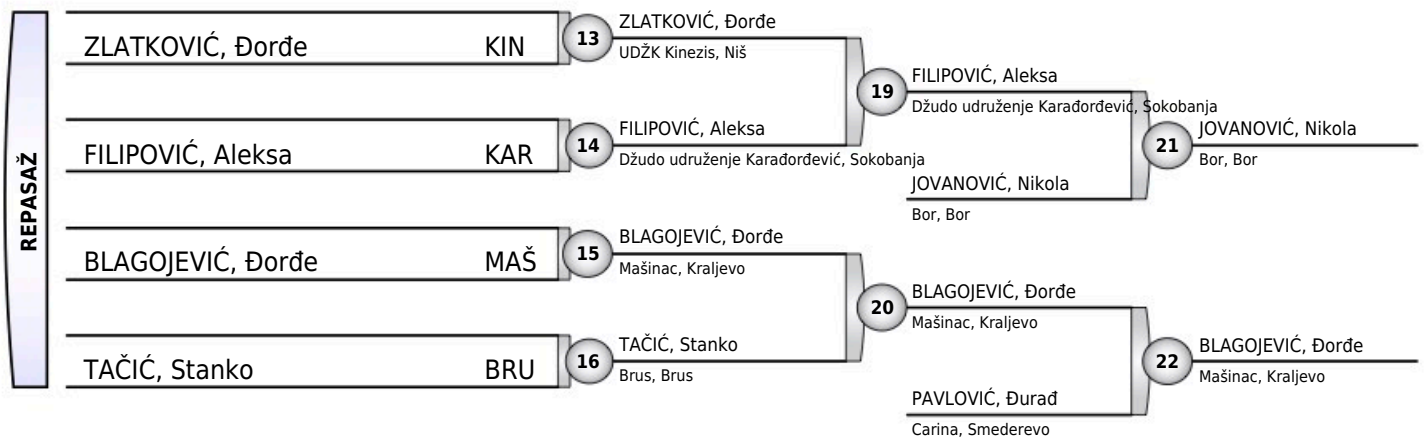 REPASAŽ
ZLATKOVIĆ, Đorđe KIN
13
ZLATKOVIĆ, Đorđe
UDŽK Kinezis, Niš
FILIPOVIĆ, Aleksa KAR
14
FILIPOVIĆ, Aleksa
Džudo udruženje Karađorđević, Sokobanja
19
FILIPOVIĆ, Aleksa
Džudo udruženje Karađorđević, Sokobanja
JOVANOVIĆ, Nikola
Bor, Bor
21
JOVANOVIĆ, Nikola
Bor, Bor
BLAGOJEVIĆ, Đorđe MAŠ
15
BLAGOJEVIĆ, Đorđe
Mašinac, Kraljevo
TAČIĆ, Stanko BRU
16
TAČIĆ, Stanko
Brus, Brus
20
BLAGOJEVIĆ, Đorđe
Mašinac, Kraljevo
PAVLOVIĆ, Đurađ
Carina, Smederevo
22
BLAGOJEVIĆ, Đorđe
Mašinac, Kraljevo